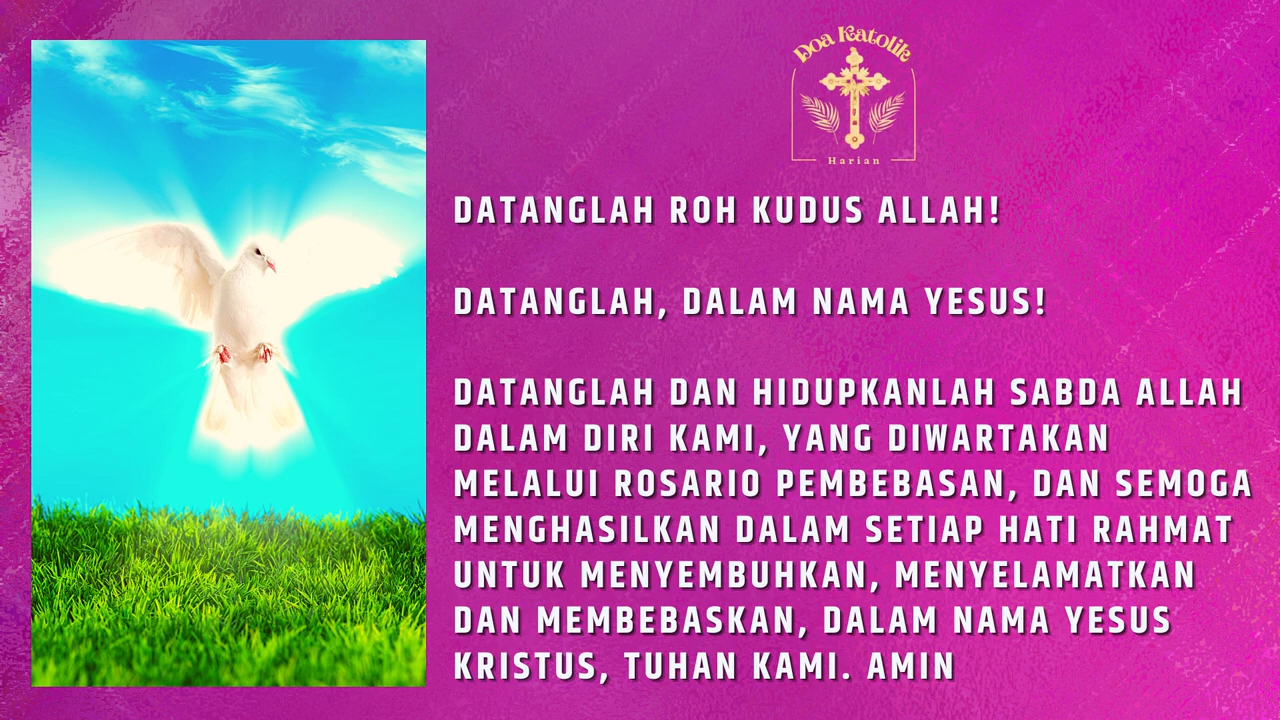 Doa Katolik
Harian
DATANGLAH ROH KUDUS ALLAH!
DATANGLAH, DALAM NAMA YESUS!
DATANGLAH DAN HIDUPKANLAH SABDA ALLAH
DALAM DIRI KAMI, YANG DIWARTAKAN
MELALUI ROSARIO PEMBEBASAN, DAN SEMOGA
MENGHASILKAN DALAM SETIAP HATI RAHMAT
UNTUK MENYEMBUHKAN, MENYELAMATKAN
DAN MEMBEBASKAN, DALAM NAMA YESUS
KRISTUS, TUHAN KAMI. AMIN